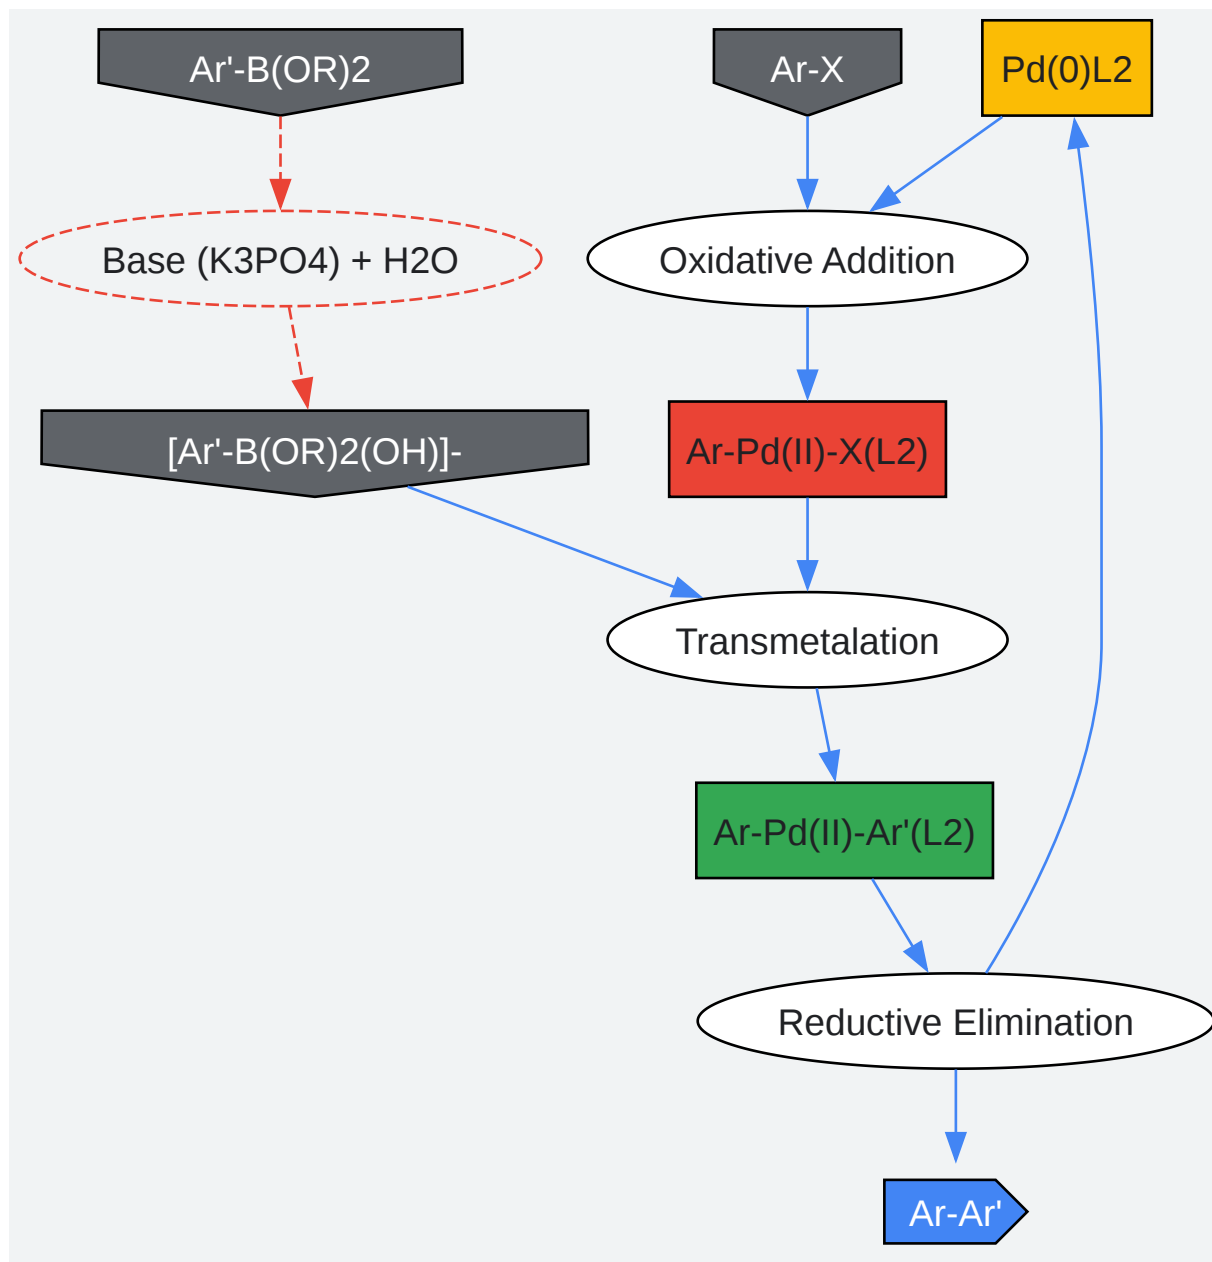 Ar'-B(OR)2
Ar-X
Pd(0)L2
Base (K3PO4) + H2O
Oxidative Addition
[Ar'-B(OR)2(OH)]-
Ar-Pd(II)-X(L2)
Transmetalation
Ar-Pd(II)-Ar'(L2)
Reductive Elimination
Ar-Ar'